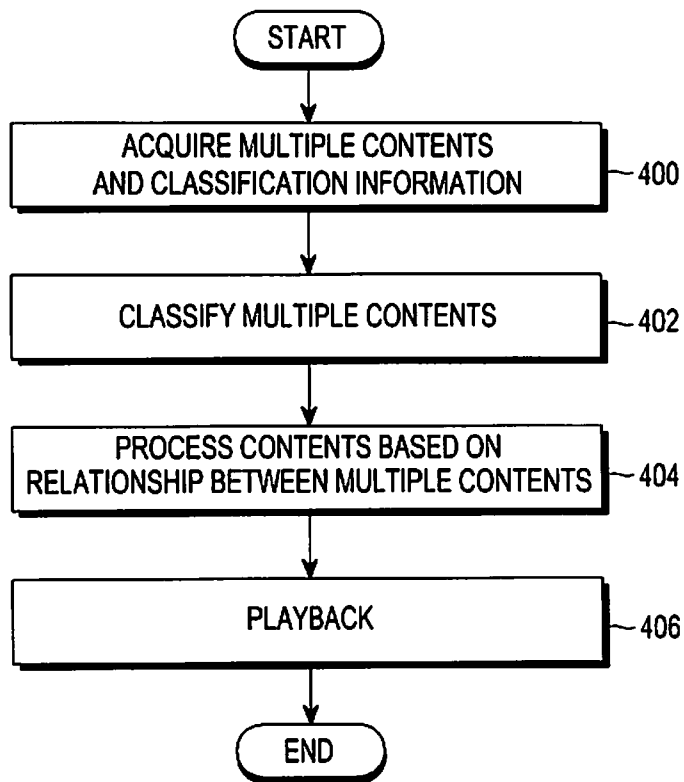 START
ACQUIRE MULTIPLE CONTENTS
AND CLASSIFICATION INFORMATION
400
CLASSIFY MULTIPLE CONTENTS
402
PROCESS CONTENTS BASED ON
RELATIONSHIP BETWEEN MULTIPLE CONTENTS
404
PLAYBACK
406
END